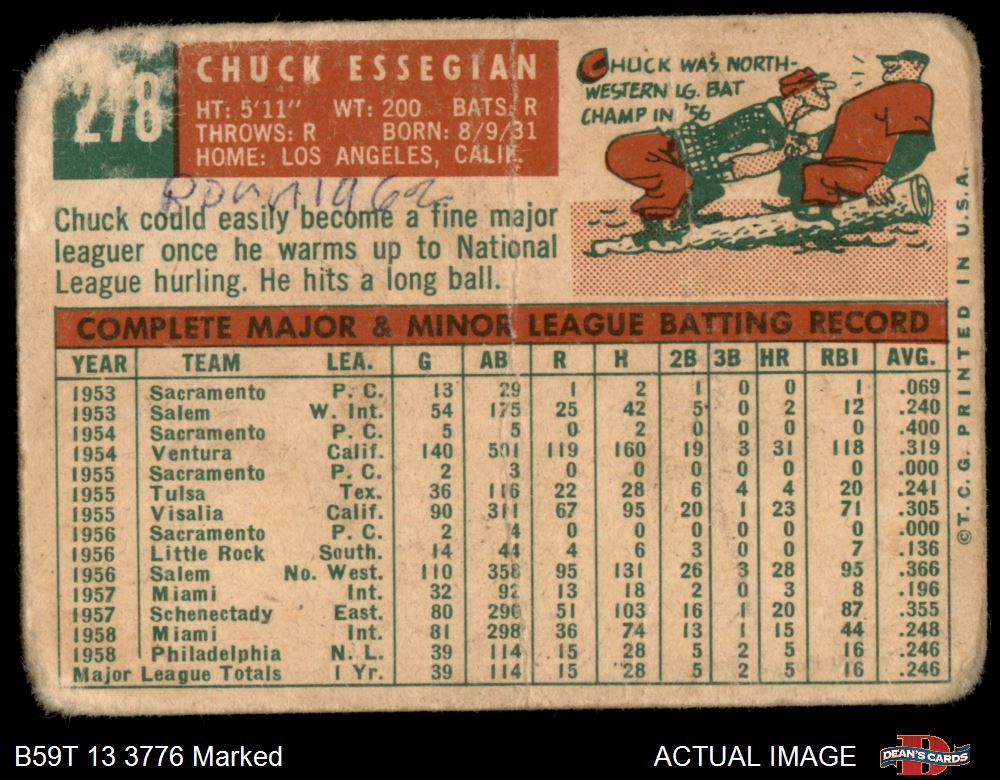 278
CHUCK ESSEGIAN
HT: 5'11" WT: 200 BATS: R
THROWS: R BORN: 8/9/31
HOME: LOS ANGELES, CALIF.
CHUCK WAS NORTH-
WESTERN LG. BAT
CHAMP IN '56
1962
Chuck could easily become a fine major
leaguer once he warms up to National
League hurling. He hits a long ball.
COMPLETE MAJOR & MINOR LEAGUE BATTING RECORD
YEAR TEAM LEA. G AB R H 2B 3B HR RBI AVG.
1953 Sacramento P. C. 13 29 1 2 1 0 0 1 .069
1953 Salem W. Int. 54 175 25 42 5 0 2 12 .240
1954 Sacramento P. C. 5 5 0 2 0 0 0 0 .400
1954 Ventura Calif. 140 501 119 160 19 3 31 118 .319
1955 Sacramento P. C. 2 3 0 0 0 0 0 0 .000
1955 Tulsa Tex. 36 116 22 28 6 4 4 20 .241
1955 Visalia Calif. 90 311 67 95 20 1 23 71 .305
1956 Sacramento P. C. 2 4 0 0 0 0 0 0 .000
1956 Little Rock South. 14 44 4 6 3 0 0 7 .136
1956 Salem No. West. 110 358 95 131 26 3 28 95 .366
1957 Miami Int. 32 92 13 18 2 0 3 8 .196
1957 Schenectady East. 80 290 51 103 16 1 20 87 .355
1958 Miami Int. 81 298 36 74 13 1 15 44 .248
1958 Philadelphia N. L. 39 114 15 28 5 2 5 16 .246
Major League Totals 1 Yr. 39 114 15 28 5 2 5 16 .246
©T. C. G. PRINTED IN U.S.A.
B59T 13 3776 Marked
ACTUAL IMAGE
DEAN'S CARDS